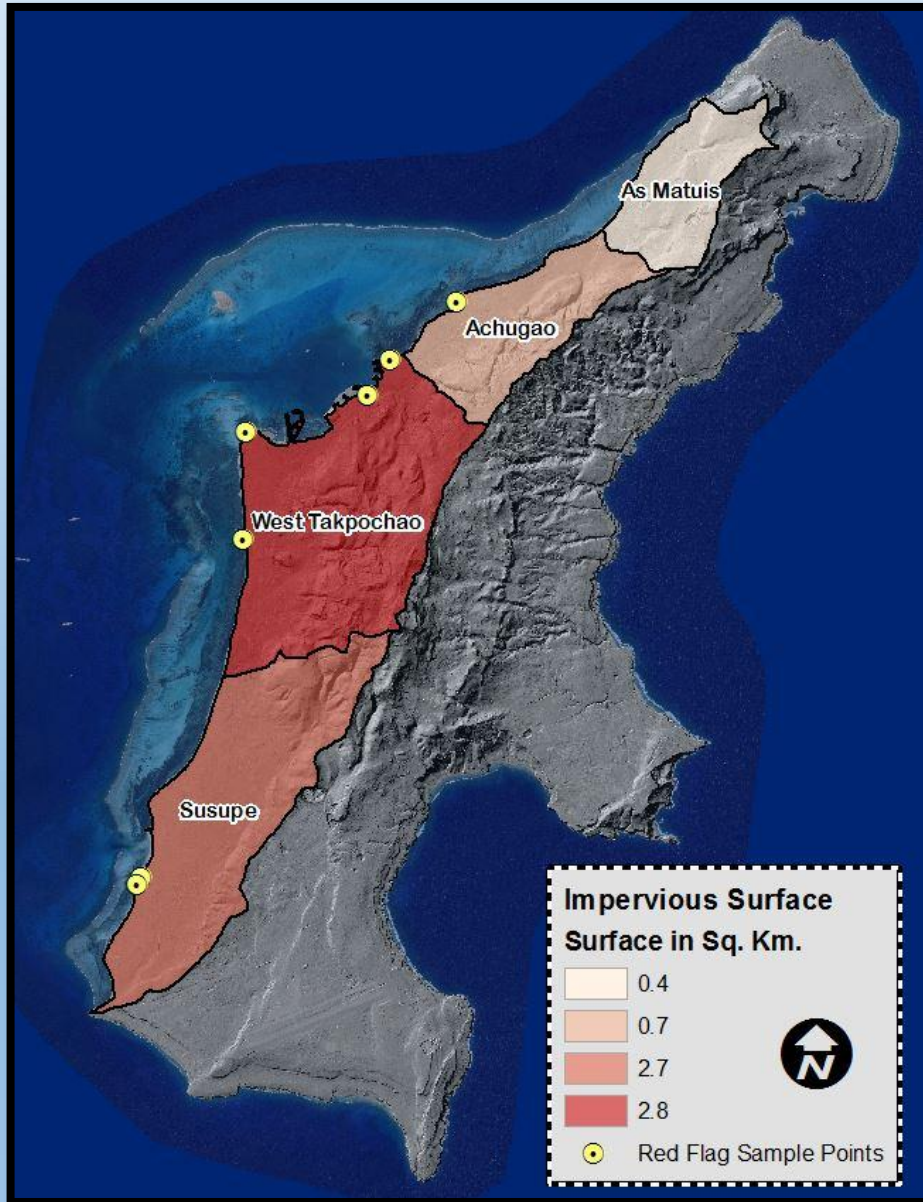 As Matuis
Achugao
West Takpochao
Susupe
Impervious Surface
Surface in Sq. Km.
0.4
0.7
2.7
2.8
N
Red Flag Sample Points